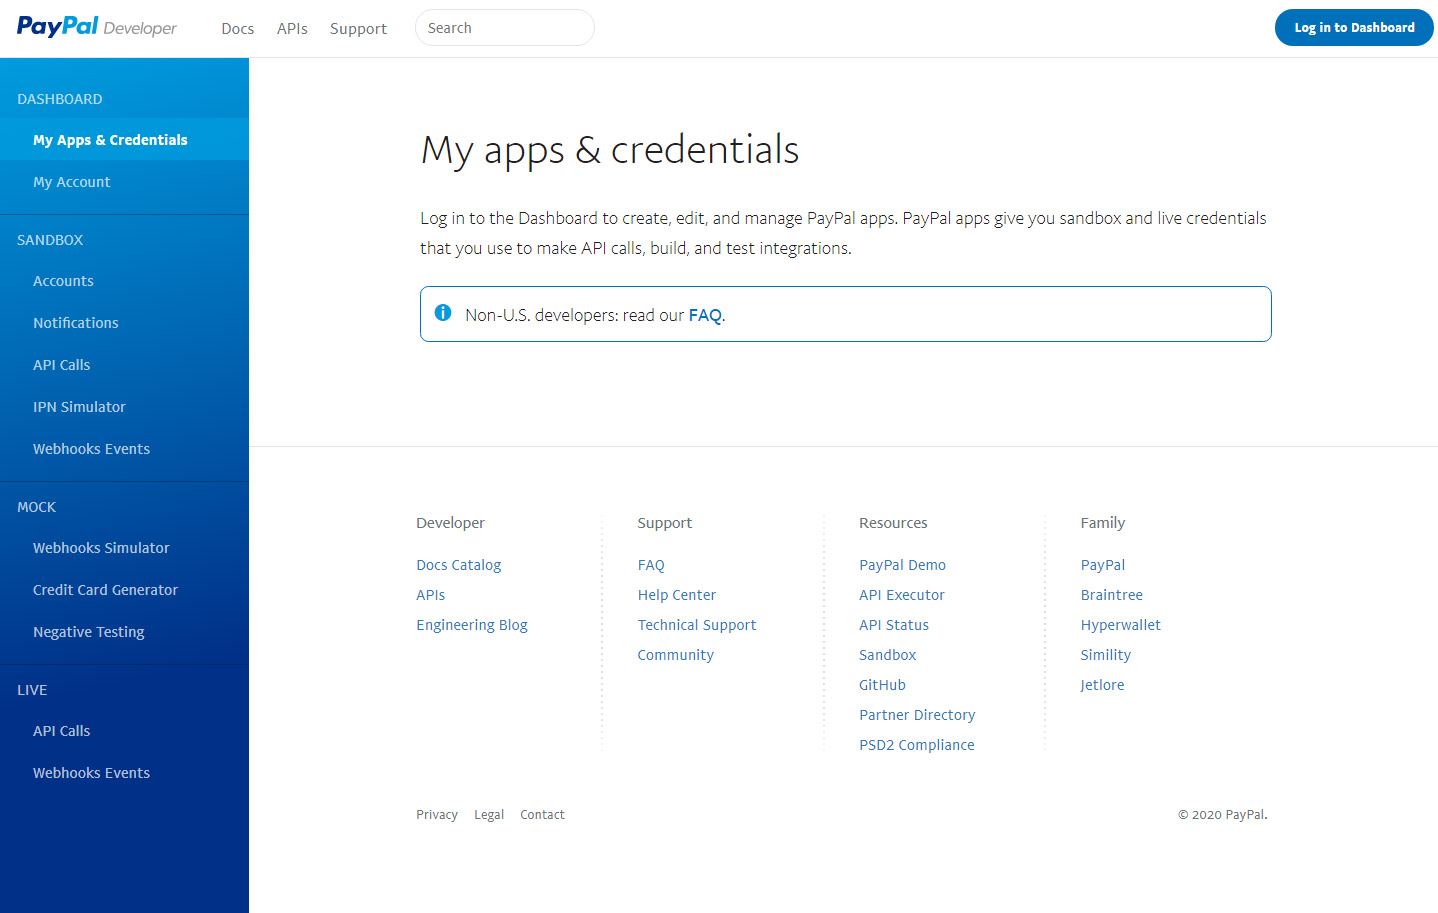 PayPal Developer
Docs
APIs
Support
Search
Log in to Dashboard
DASHBOARD
My Apps & Credentials
My Account
SANDBOX
Accounts
Notifications
API Calls
IPN Simulator
Webhooks Events
MOCK
Webhooks Simulator
Credit Card Generator
Negative Testing
LIVE
API Calls
Webhooks Events
My apps & credentials
Log in to the Dashboard to create, edit, and manage PayPal apps. PayPal apps give you sandbox and live credentials
that you use to make API calls, build, and test integrations.
Non-U.S. developers: read our FAQ.
Developer
Docs Catalog
APIs
Engineering Blog
Support
FAQ
Help Center
Technical Support
Community
Resources
PayPal Demo
API Executor
API Status
Sandbox
GitHub
Partner Directory
PSD2 Compliance
Family
PayPal
Braintree
Hyperwallet
Simility
Jetlore
Privacy
Legal
Contact
© 2020 PayPal.